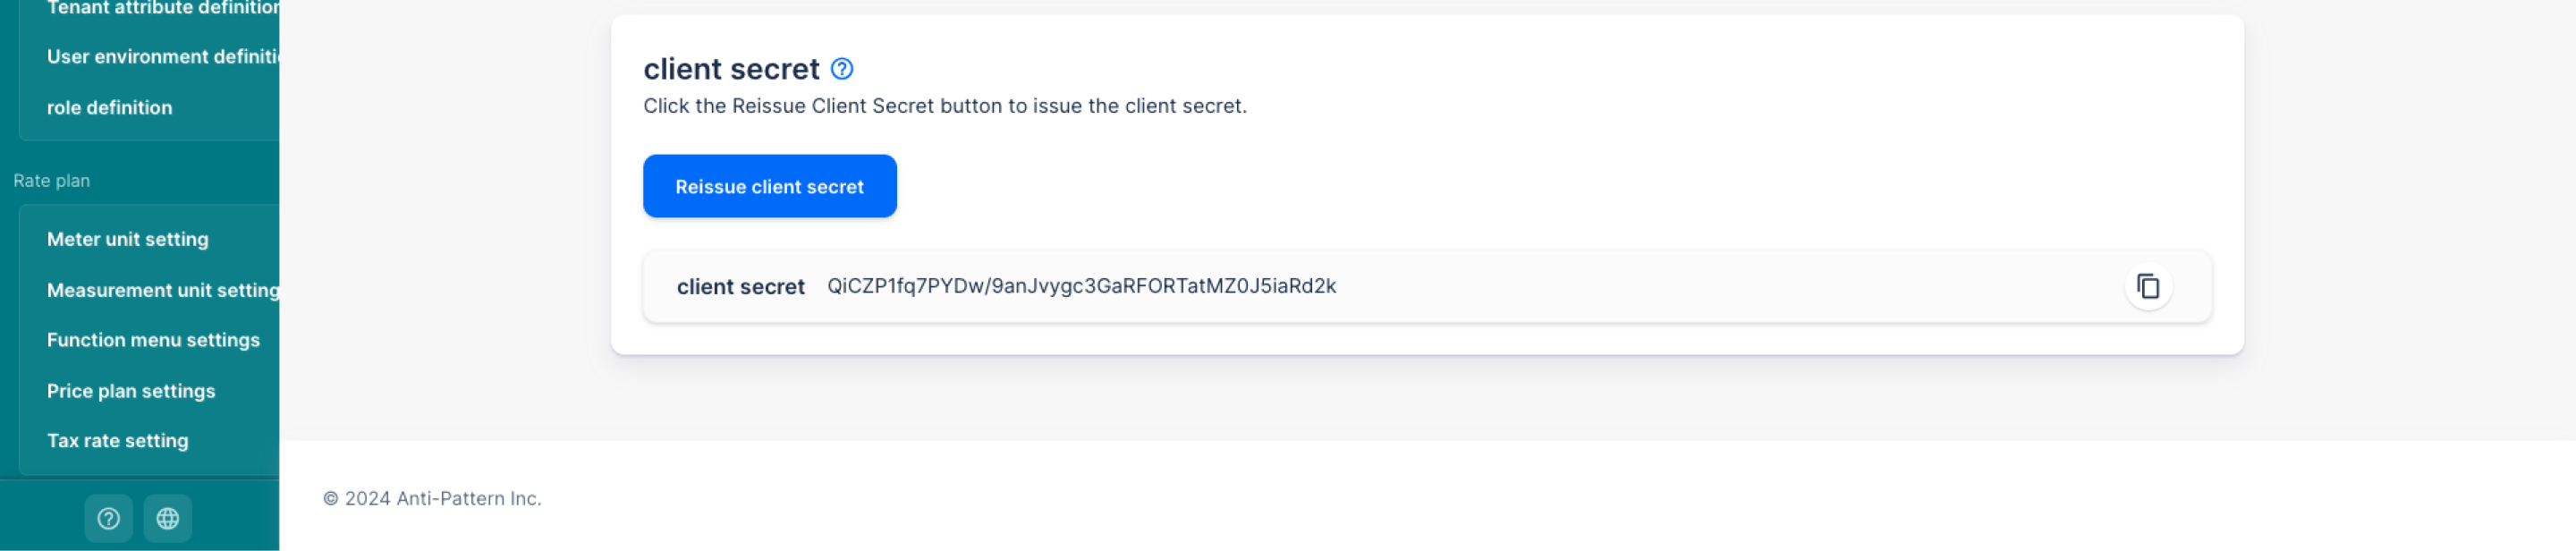 Tenant attribute definition
User environment definiti
role definition
Rate plan
Meter unit setting
Measurement unit setting
Function menu settings
Price plan settings
Tax rate setting
client secret
Click the Reissue Client Secret button to issue the client secret.
Reissue client secret
client secret QiCZP1fq7PYDw/9anJvygc3GaRFORTatMZ0J5iaRd2k
© 2024 Anti-Pattern Inc.